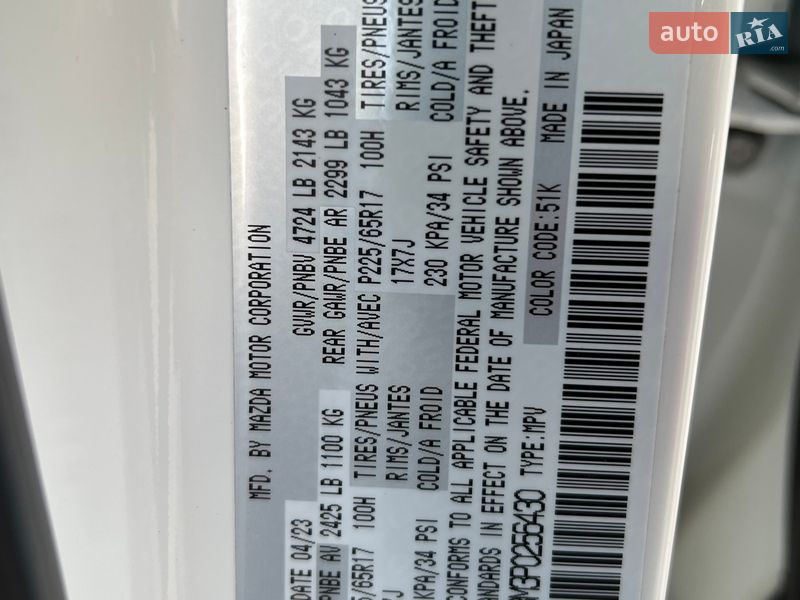 auto RIA
.com
MFD. BY MAZDA MOTOR CORPORATION
DATE 04/23 GVWR/PNBV 4724 LB 2143 KG
PNBE AV 2425 LB 1100 KG REAR GAWR/PNBE AR 2299 LB 1043 KG
5/65R17 100H TIRES/PNEUS WITH/AVEC P225/65R17 100H TIRES/PNEUS
7J RIMS/JANTES 17X7J RIMS/JANTES
KPA/34 PSI COLD/A FROID 230 KPA/34 PSI COLD/A FROID
CONFORMS TO ALL APPLICABLE FEDERAL MOTOR VEHICLE SAFETY AND THEFT
ANDARDS IN EFFECT ON THE DATE OF MANUFACTURE SHOWN ABOVE.
M3P0256430 TYPE:MPV COLOR CODE:51K MADE IN JAPAN